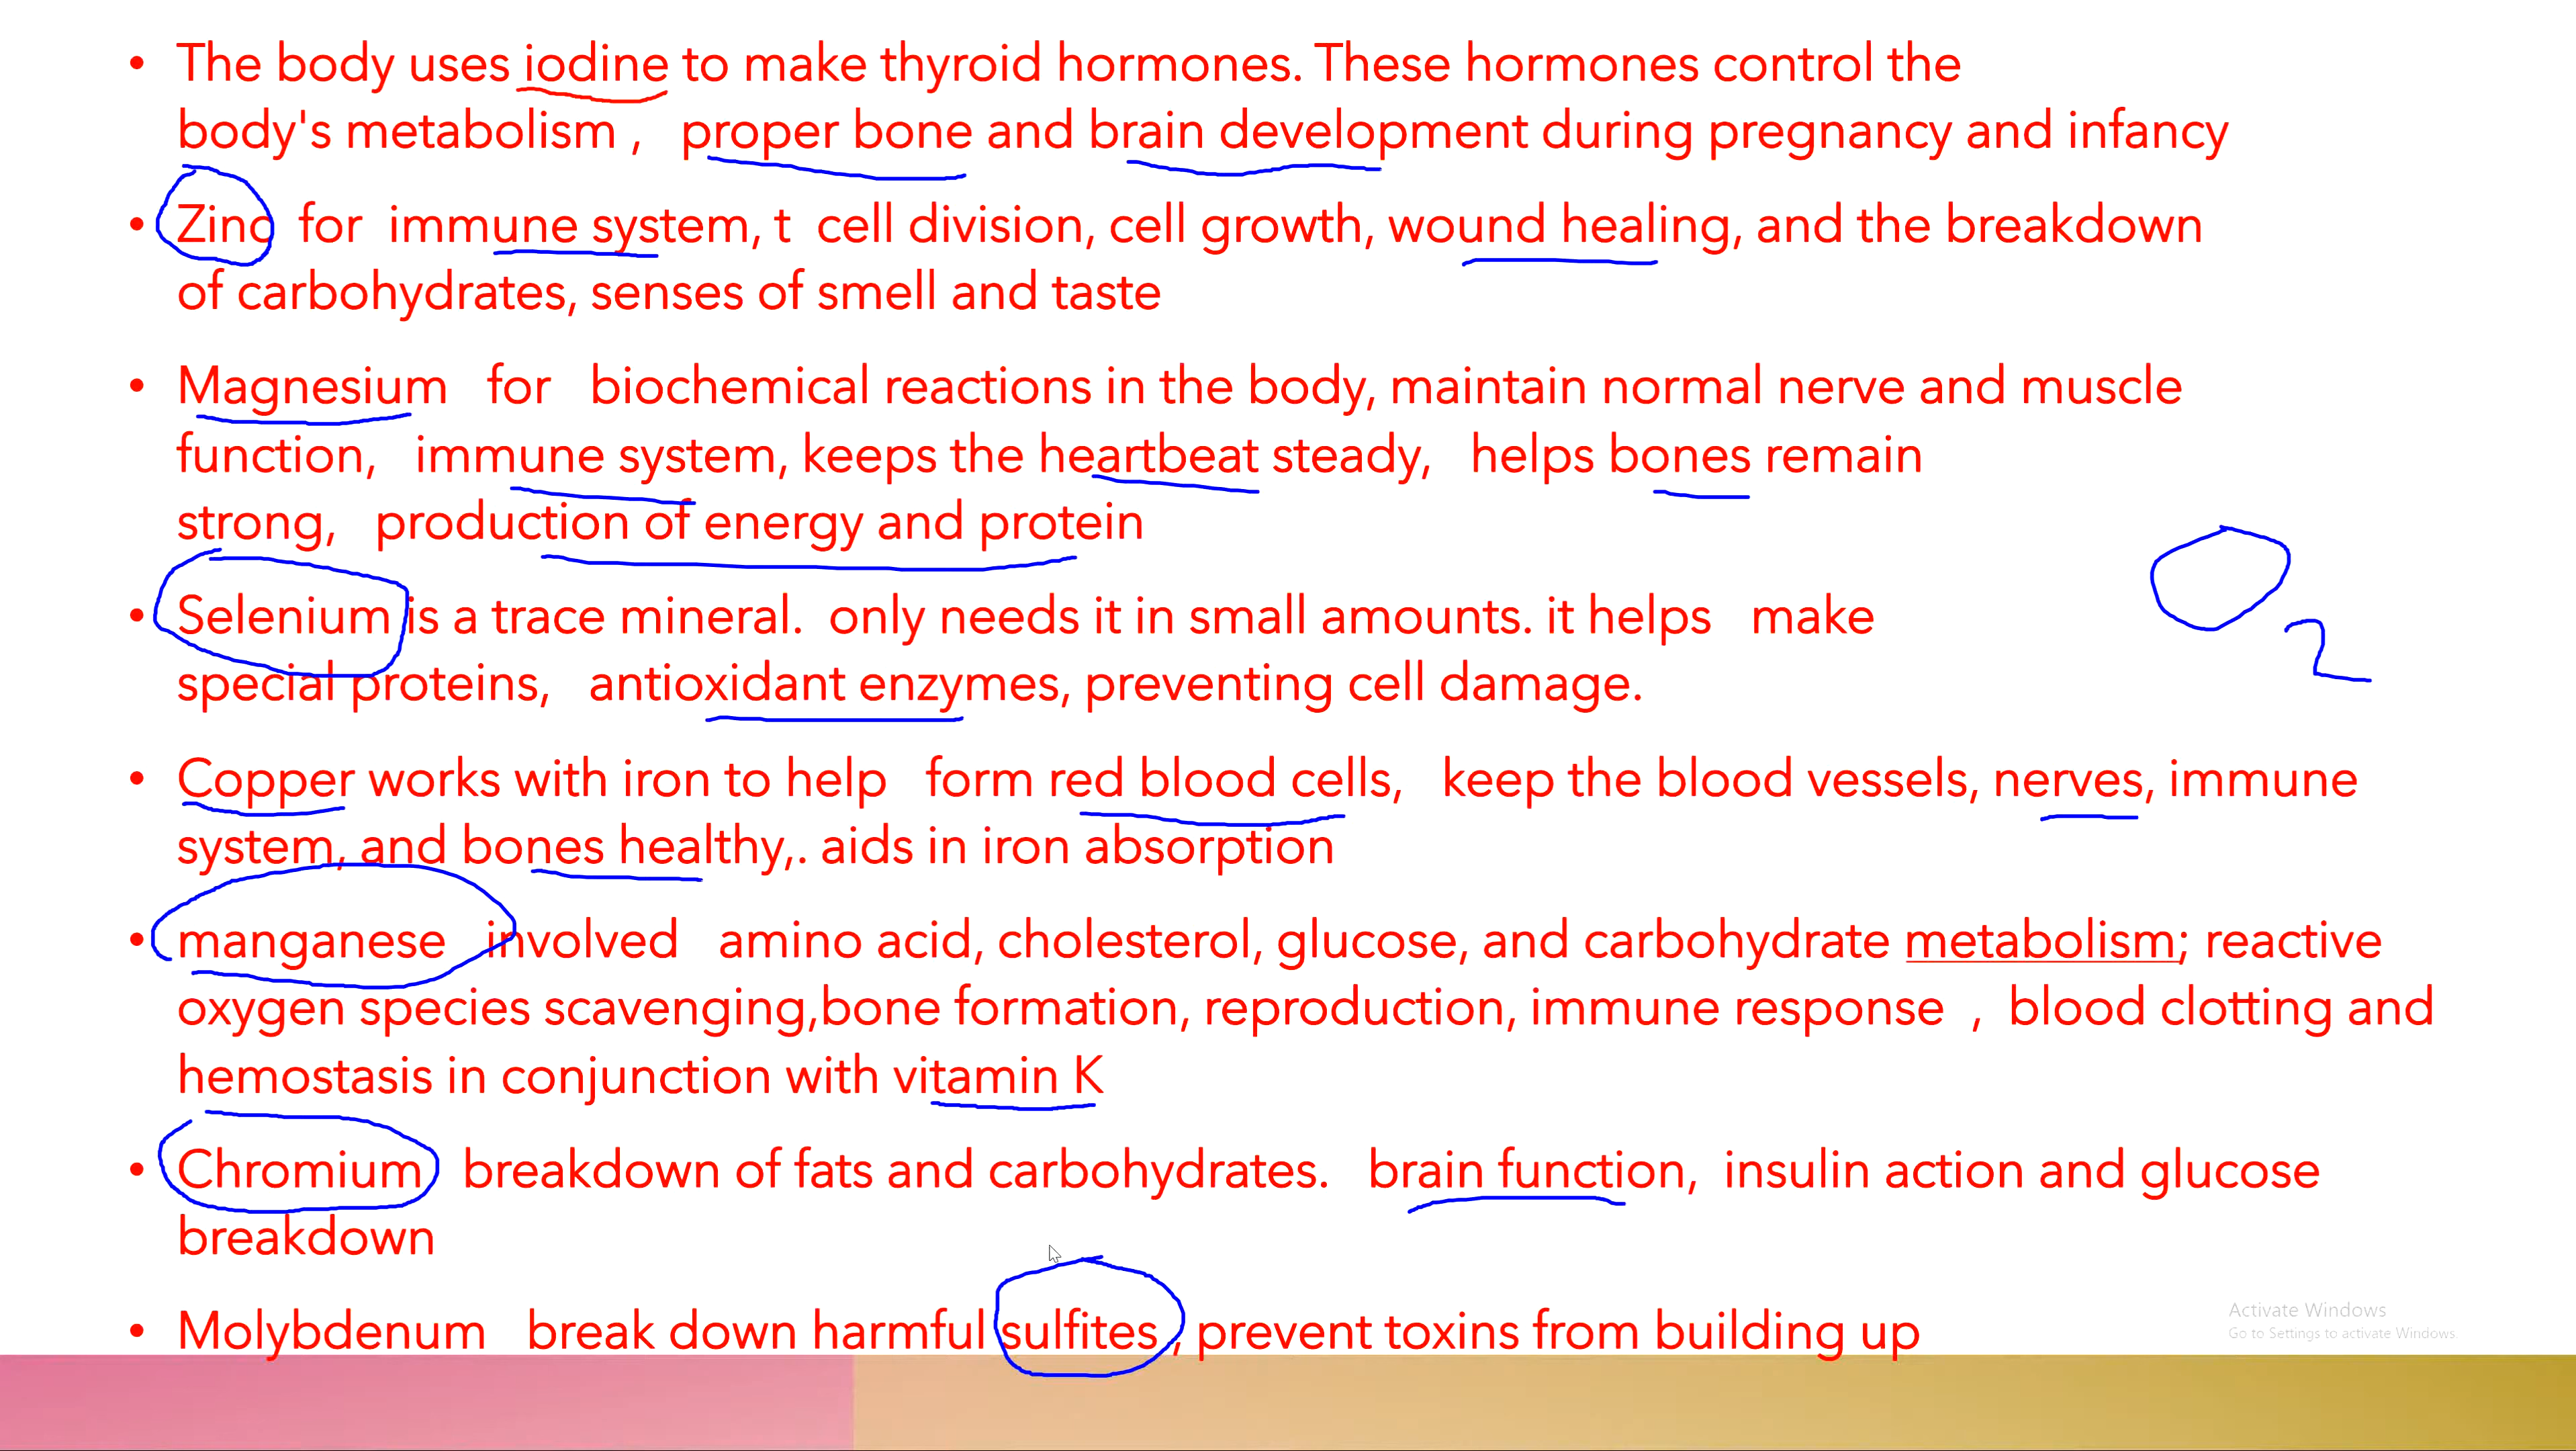 • The body uses iodine to make thyroid hormones. These hormones control the
body's metabolism , proper bone and brain development during pregnancy and infancy
• Zinc for immune system, t cell division, cell growth, wound healing, and the breakdown
of carbohydrates, senses of smell and taste
• Magnesium for biochemical reactions in the body, maintain normal nerve and muscle
function, immune system, keeps the heartbeat steady, helps bones remain
strong, production of energy and protein
• Selenium is a trace mineral. only needs it in small amounts. it helps make
special proteins, antioxidant enzymes, preventing cell damage.
O2
• Copper works with iron to help form red blood cells, keep the blood vessels, nerves, immune
system, and bones healthy,. aids in iron absorption
• manganese involved amino acid, cholesterol, glucose, and carbohydrate metabolism; reactive
oxygen species scavenging,bone formation, reproduction, immune response , blood clotting and
hemostasis in conjunction with vitamin K
• Chromium breakdown of fats and carbohydrates. brain function, insulin action and glucose
breakdown
• Molybdenum break down harmful sulfites , prevent toxins from building up
Activate Windows
Go to Settings to activate Windows.